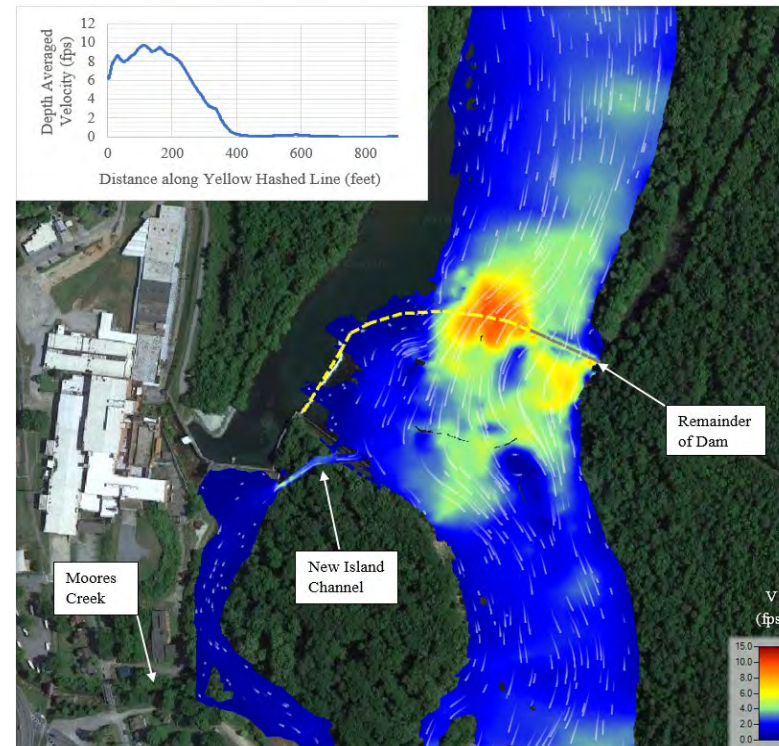 12
10
8
6
4
2
0
Depth Averaged
Velocity (fps)
0 200 400 600 800
Distance along Yellow Hashed Line (feet)
Remainder
of Dam
New Island
Channel
Moores
Creek
V
(fps
15.0
10.0
8.0
6.0
4.0
2.0
0.0